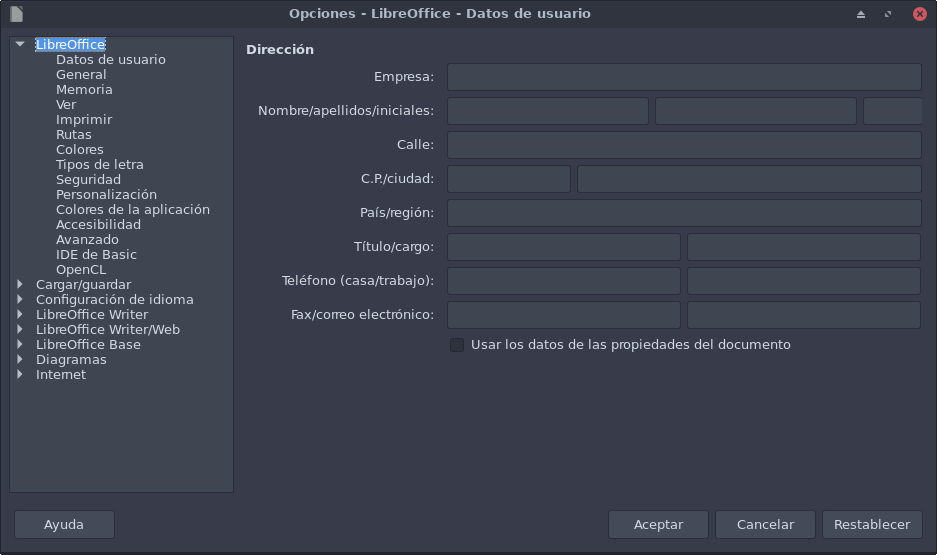 Opciones - LibreOffice - Datos de usuario
LibreOffice
Datos de usuario
General
Memoria
Ver
Imprimir
Rutas
Colores
Tipos de letra
Seguridad
Personalización
Colores de la aplicación
Accesibilidad
Avanzado
IDE de Basic
OpenCL
Cargar/guardar
Configuración de idioma
LibreOffice Writer
LibreOffice Writer/Web
LibreOffice Base
Diagramas
Internet
Dirección
Empresa:
Nombre/apellidos/iniciales:
Calle:
C.P./ciudad:
País/región:
Título/cargo:
Teléfono (casa/trabajo):
Fax/correo electrónico:
Usar los datos de las propiedades del documento
Ayuda
Aceptar
Cancelar
Restablecer